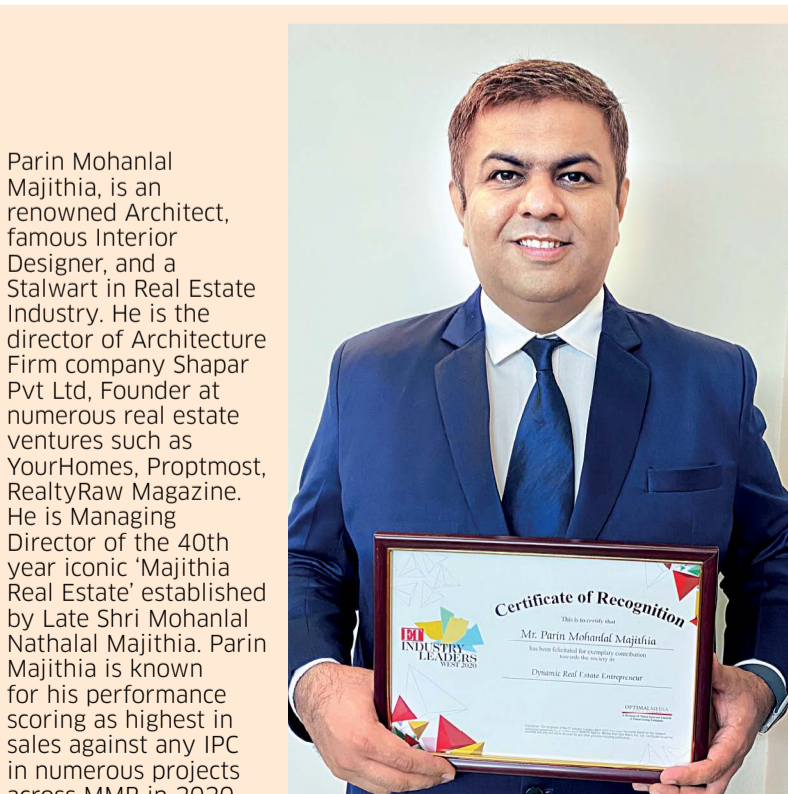 Parin Mohanlal
Majithia, is an
renowned Architect,
famous Interior
Designer, and a
Stalwart in Real Estate
Industry. He is the
director of Architecture
Firm company Shapar
Pvt Ltd, Founder at
numerous real estate
ventures such as
YourHomes, Proptmost,
RealtyRaw Magazine.
He is Managing
Director of the 40th
year iconic ‘Majithia
Real Estate’ established
by Late Shri Mohanlal
Nathalal Majithia. Parin
Majithia is known
for his performance
scoring as highest in
sales against any IPC
in numerous projects
across MMR in 2020
Certificate of Recognition
This is to certify that
Mr. Parin Mohanlal Majithia
has been felicitated for exemplary contribution
towards the society as
Dynamic Real Estate Entrepreneur
ET
INDUSTRY
LEADERS
WEST 2020
OPTIMAL MEDIA